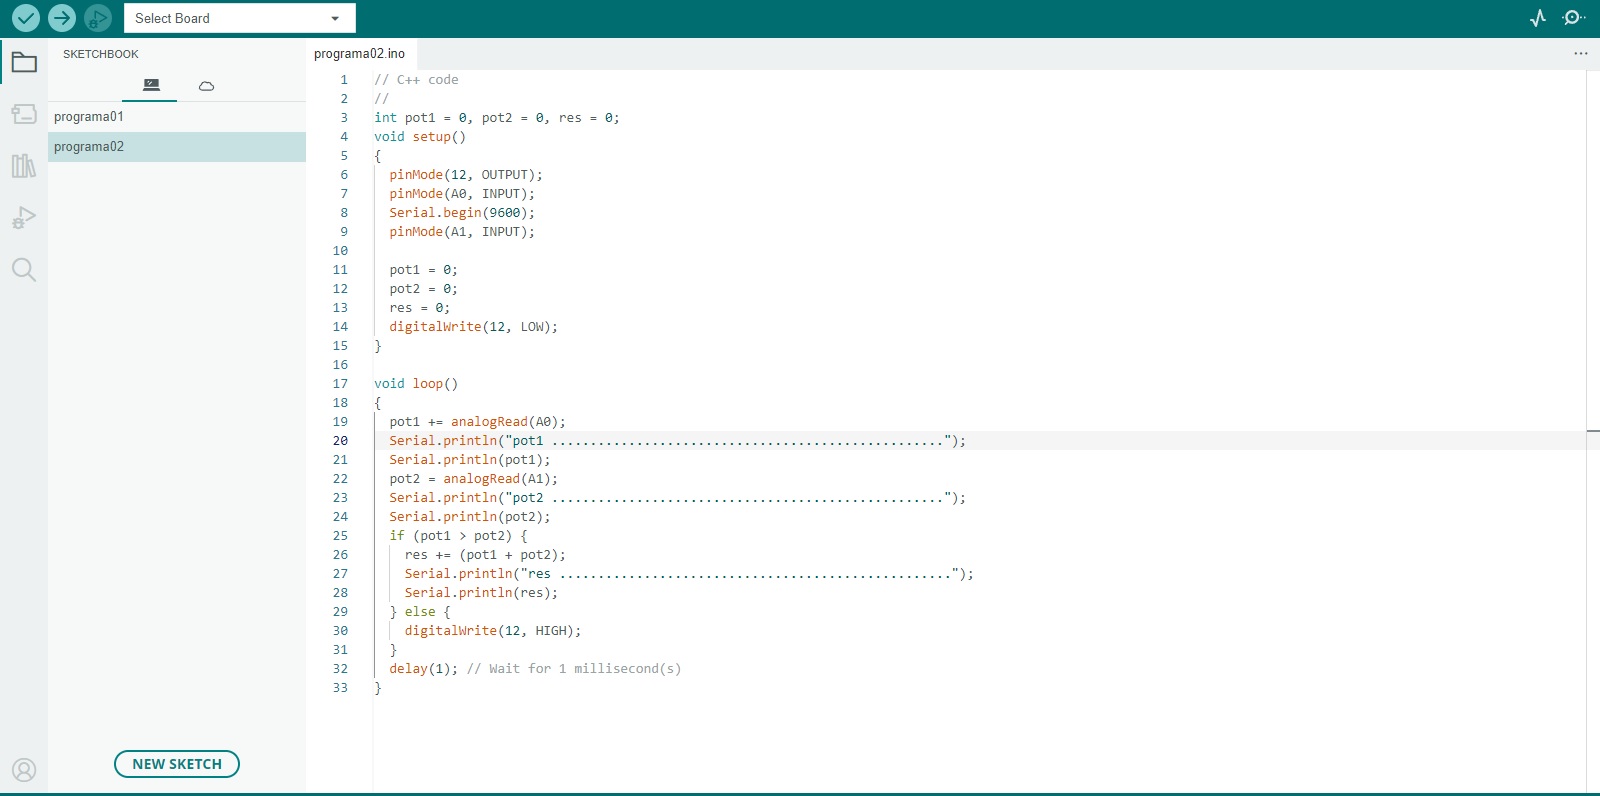 Select Board
SKETCHBOOK
programa01
programa02
NEW SKETCH
programa02.ino
1 // C++ code
2 //
3 int pot1 = 0, pot2 = 0, res = 0;
4 void setup()
5 {
6 pinMode(12, OUTPUT);
7 pinMode(A0, INPUT);
8 Serial.begin(9600);
9 pinMode(A1, INPUT);
10
11 pot1 = 0;
12 pot2 = 0;
13 res = 0;
14 digitalWrite(12, LOW);
15 }
16
17 void loop()
18 {
19 pot1 += analogRead(A0);
20 Serial.println("pot1 ...................................................");
21 Serial.println(pot1);
22 pot2 = analogRead(A1);
23 Serial.println("pot2 ...................................................");
24 Serial.println(pot2);
25 if (pot1 > pot2) {
26 res += (pot1 + pot2);
27 Serial.println("res ...................................................");
28 Serial.println(res);
29 } else {
30 digitalWrite(12, HIGH);
31 }
32 delay(1); // Wait for 1 millisecond(s)
33 }